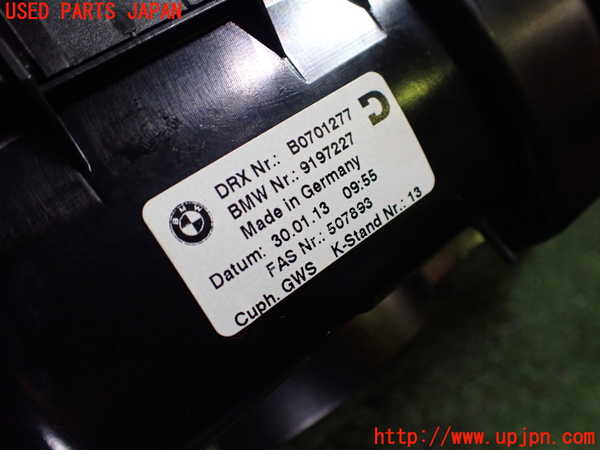 USED PARTS JAPAN
DRX Nr.: B0701277
BMW Nr.: 9197227
Made in Germany
Datum: 30.01.13 09:55
FAS Nr.: 507893
Cuph. GWS K-Stand Nr.: 13
BMW
http://www.upjpn.com